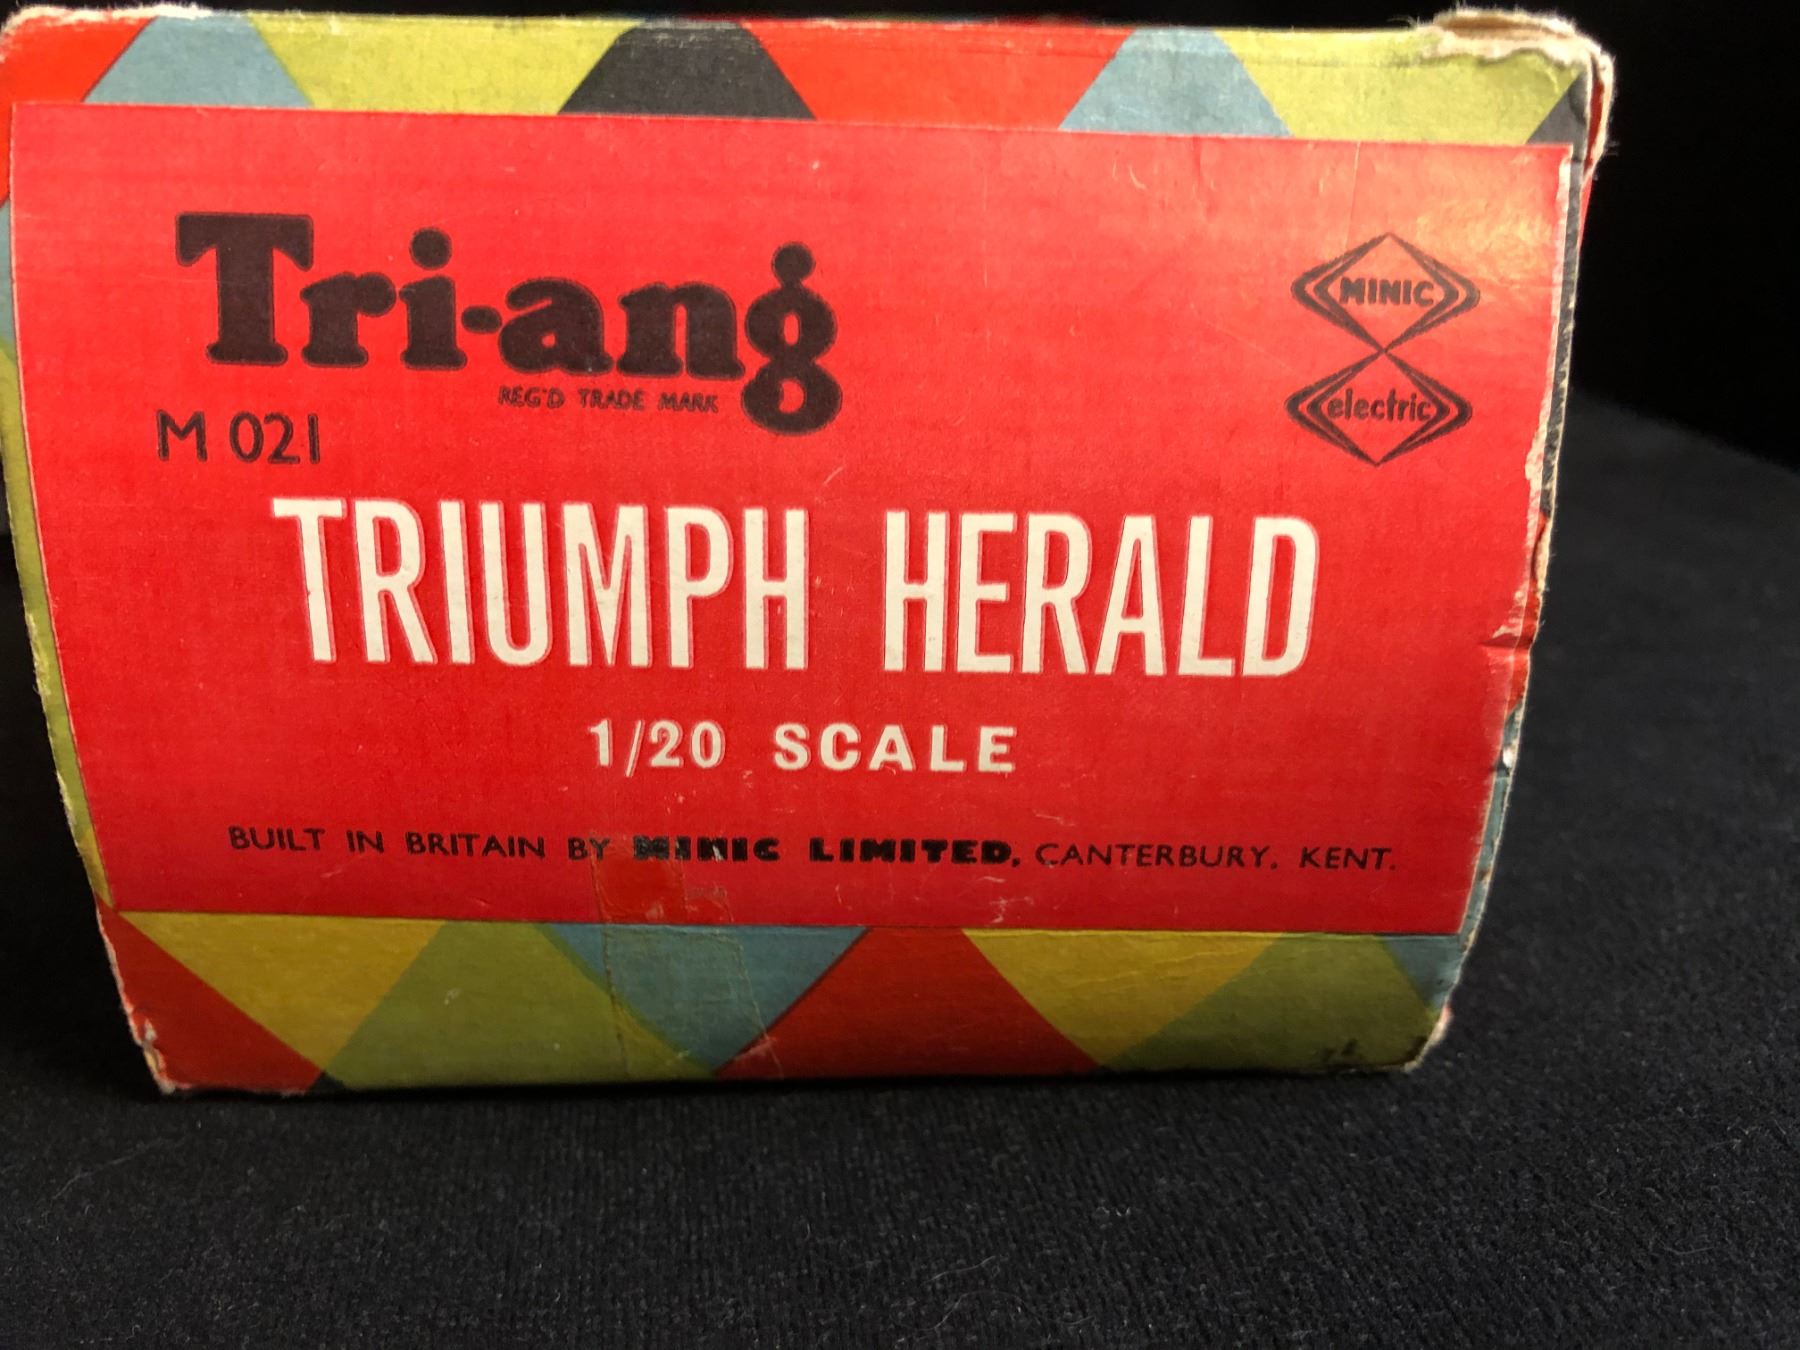 Tri-ang
REG'D TRADE MARK
MINIC
electric
M 021
TRIUMPH HERALD
1/20 SCALE
BUILT IN BRITAIN BY MINIC LIMITED, CANTERBURY. KENT.